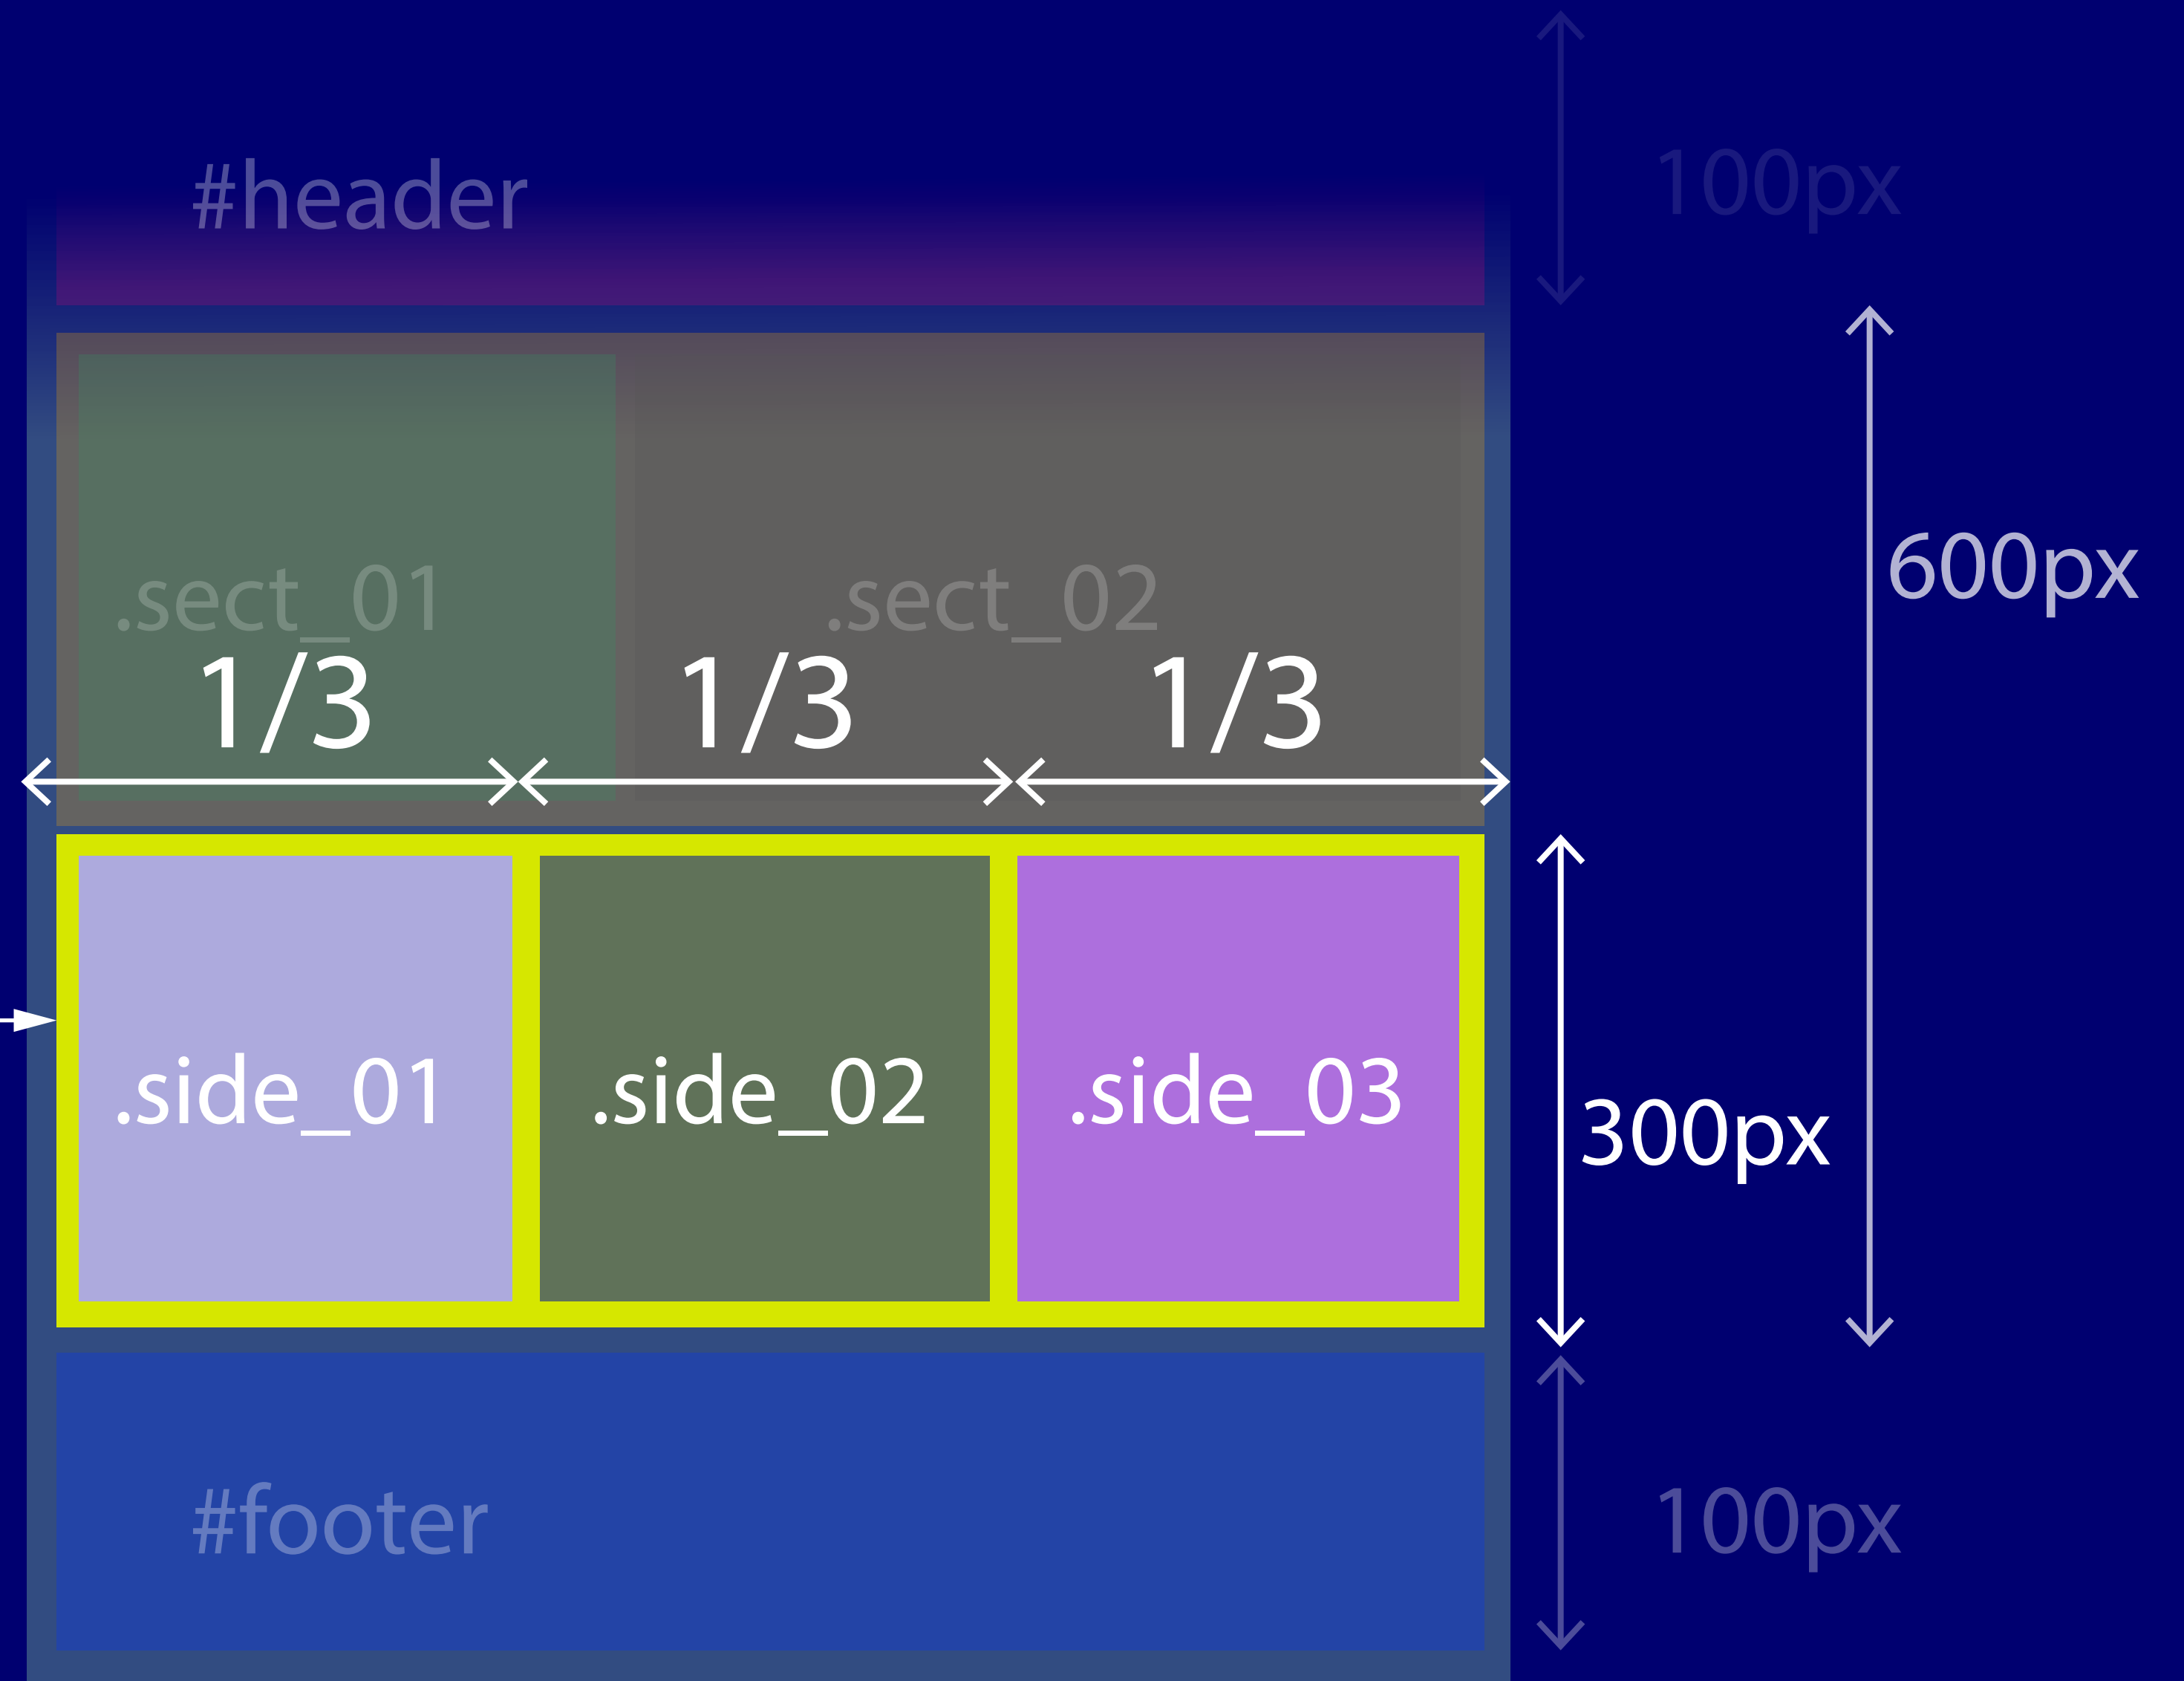 #header
100px
.sect_01
.sect_02
600px
1/3
1/3
1/3
.side_01
.side_02
.side_03
300px
#footer
100px